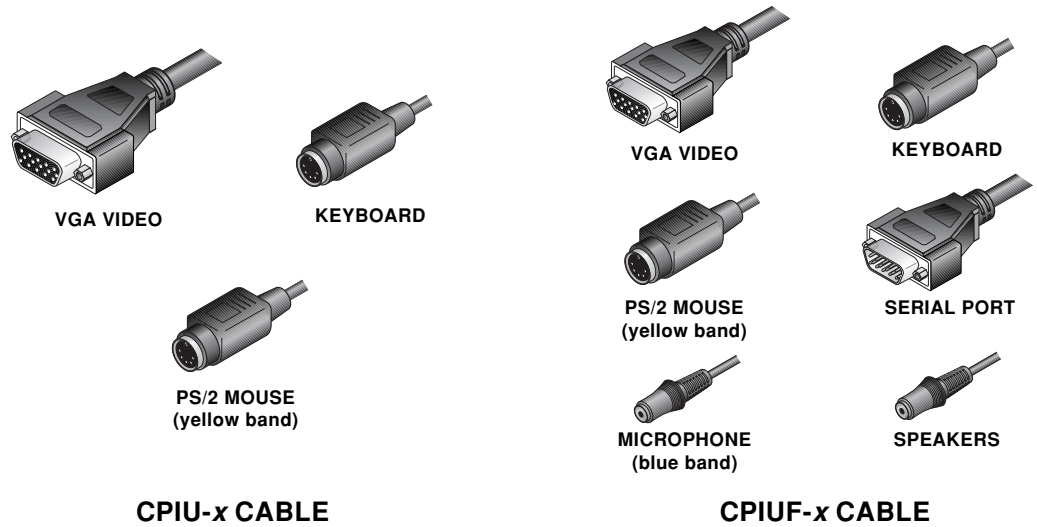 VGA VIDEO
KEYBOARD
PS/2 MOUSE
(yellow band)
CPIU-x CABLE
VGA VIDEO
KEYBOARD
PS/2 MOUSE
(yellow band)
SERIAL PORT
MICROPHONE
(blue band)
SPEAKERS
CPIUF-x CABLE